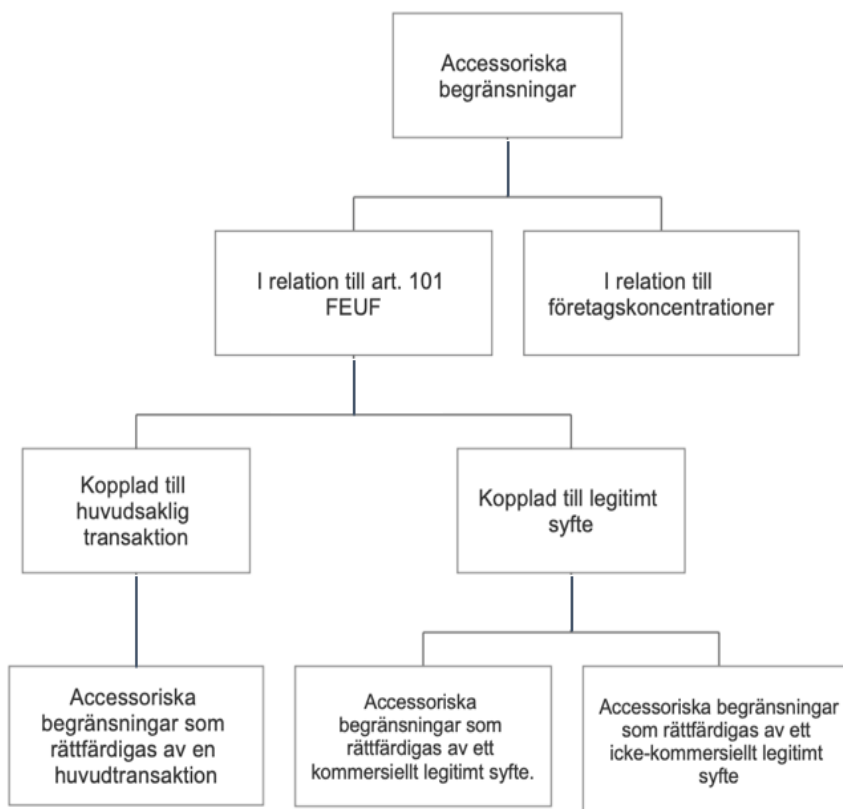 Accessoriska
begränsningar
I relation till art. 101
FEUF
I relation till
företagskoncentrationer
Kopplad till
huvudsaklig
transaktion
Kopplad till legitimt
syfte
Accessoriska
begränsningar som
rättfärdigas av en
huvudtransaktion
Accessoriska
begränsningar som
rättfärdigas av ett
kommersiellt legitimt syfte.
Accessoriska begränsningar
som rättfärdigas av ett
icke-kommersiellt legitimt
syfte